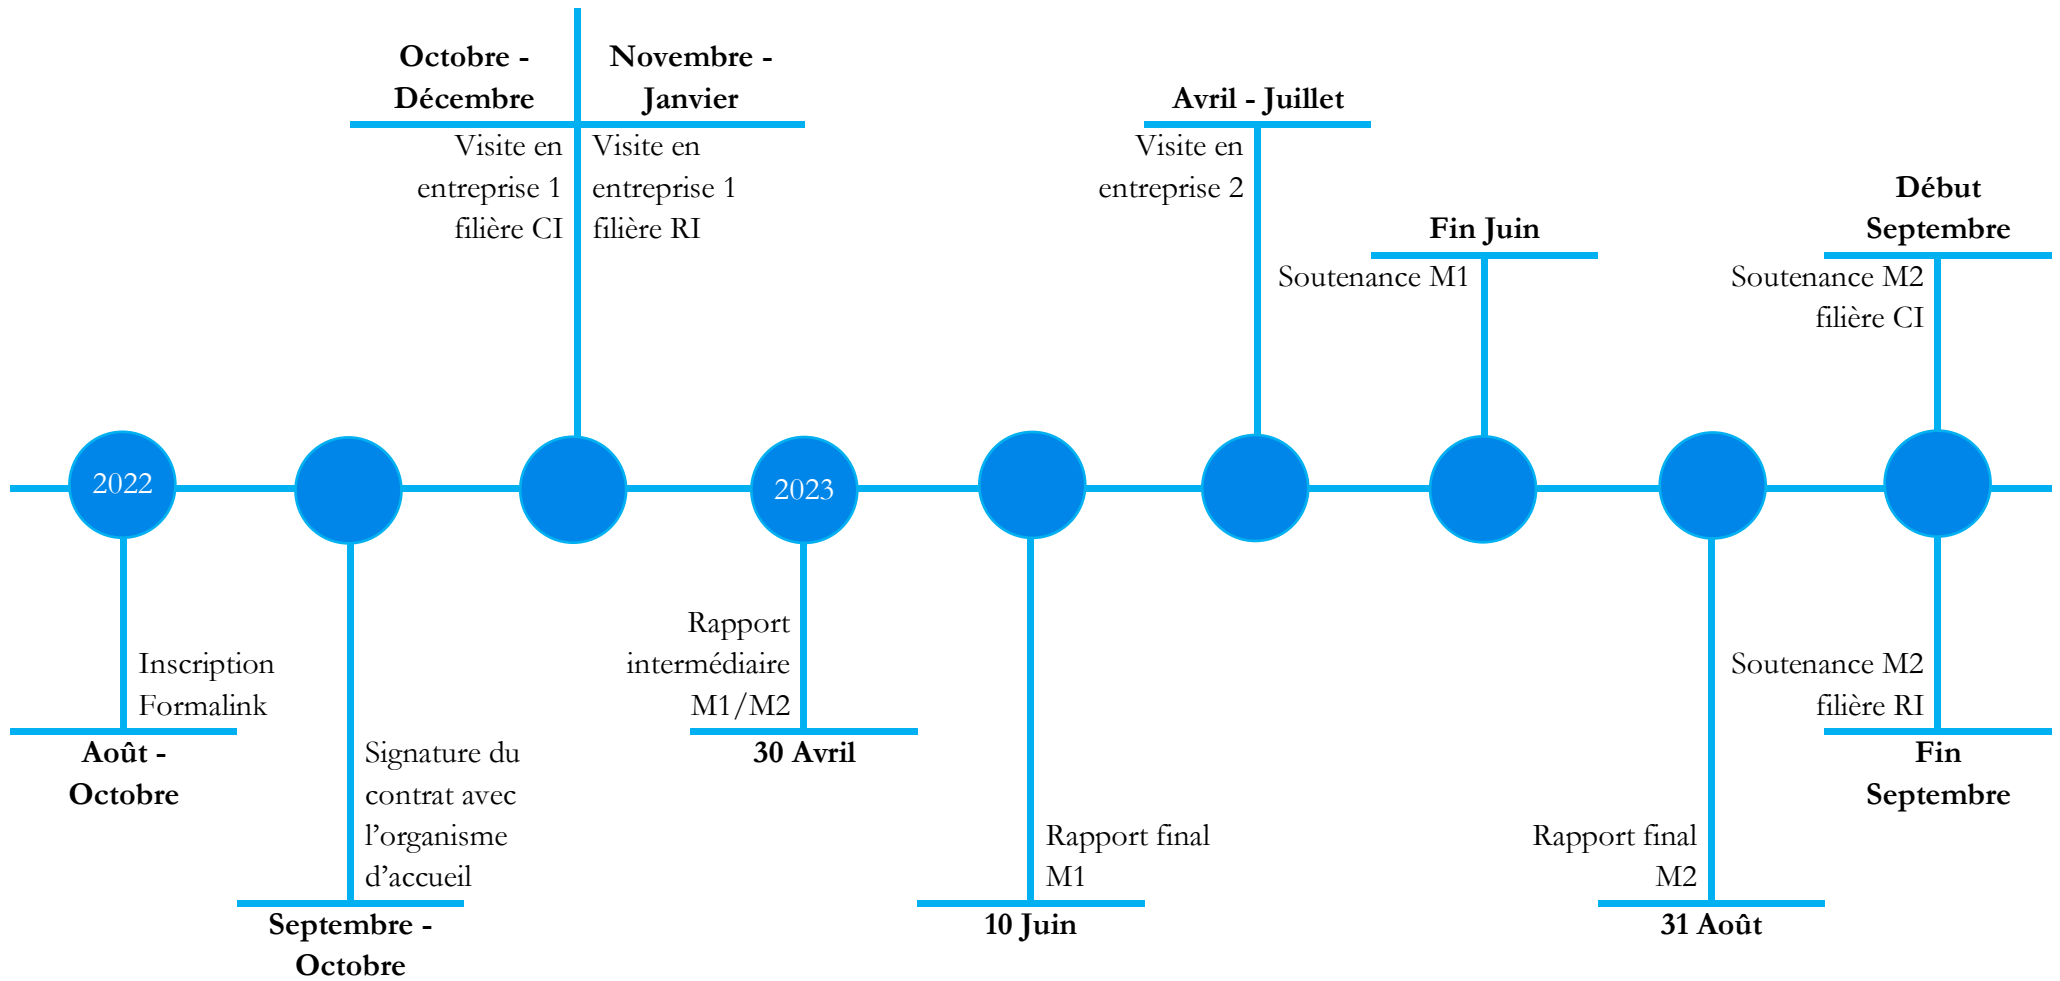 Octobre -
Décembre
Visite en
entreprise 1
filière CI
Novembre -
Janvier
Visite en
entreprise 1
filière RI
Avril - Juillet
Visite en
entreprise 2
Fin Juin
Soutenance M1
Début
Septembre
Soutenance M2
filière CI
2022
2023
Inscription
Formalink
Août -
Octobre
Signature du
contrat avec
l’organisme
d’accueil
Septembre -
Octobre
Rapport
intermédiaire
M1/M2
30 Avril
Rapport final
M1
10 Juin
Rapport final
M2
31 Août
Soutenance M2
filière RI
Fin
Septembre